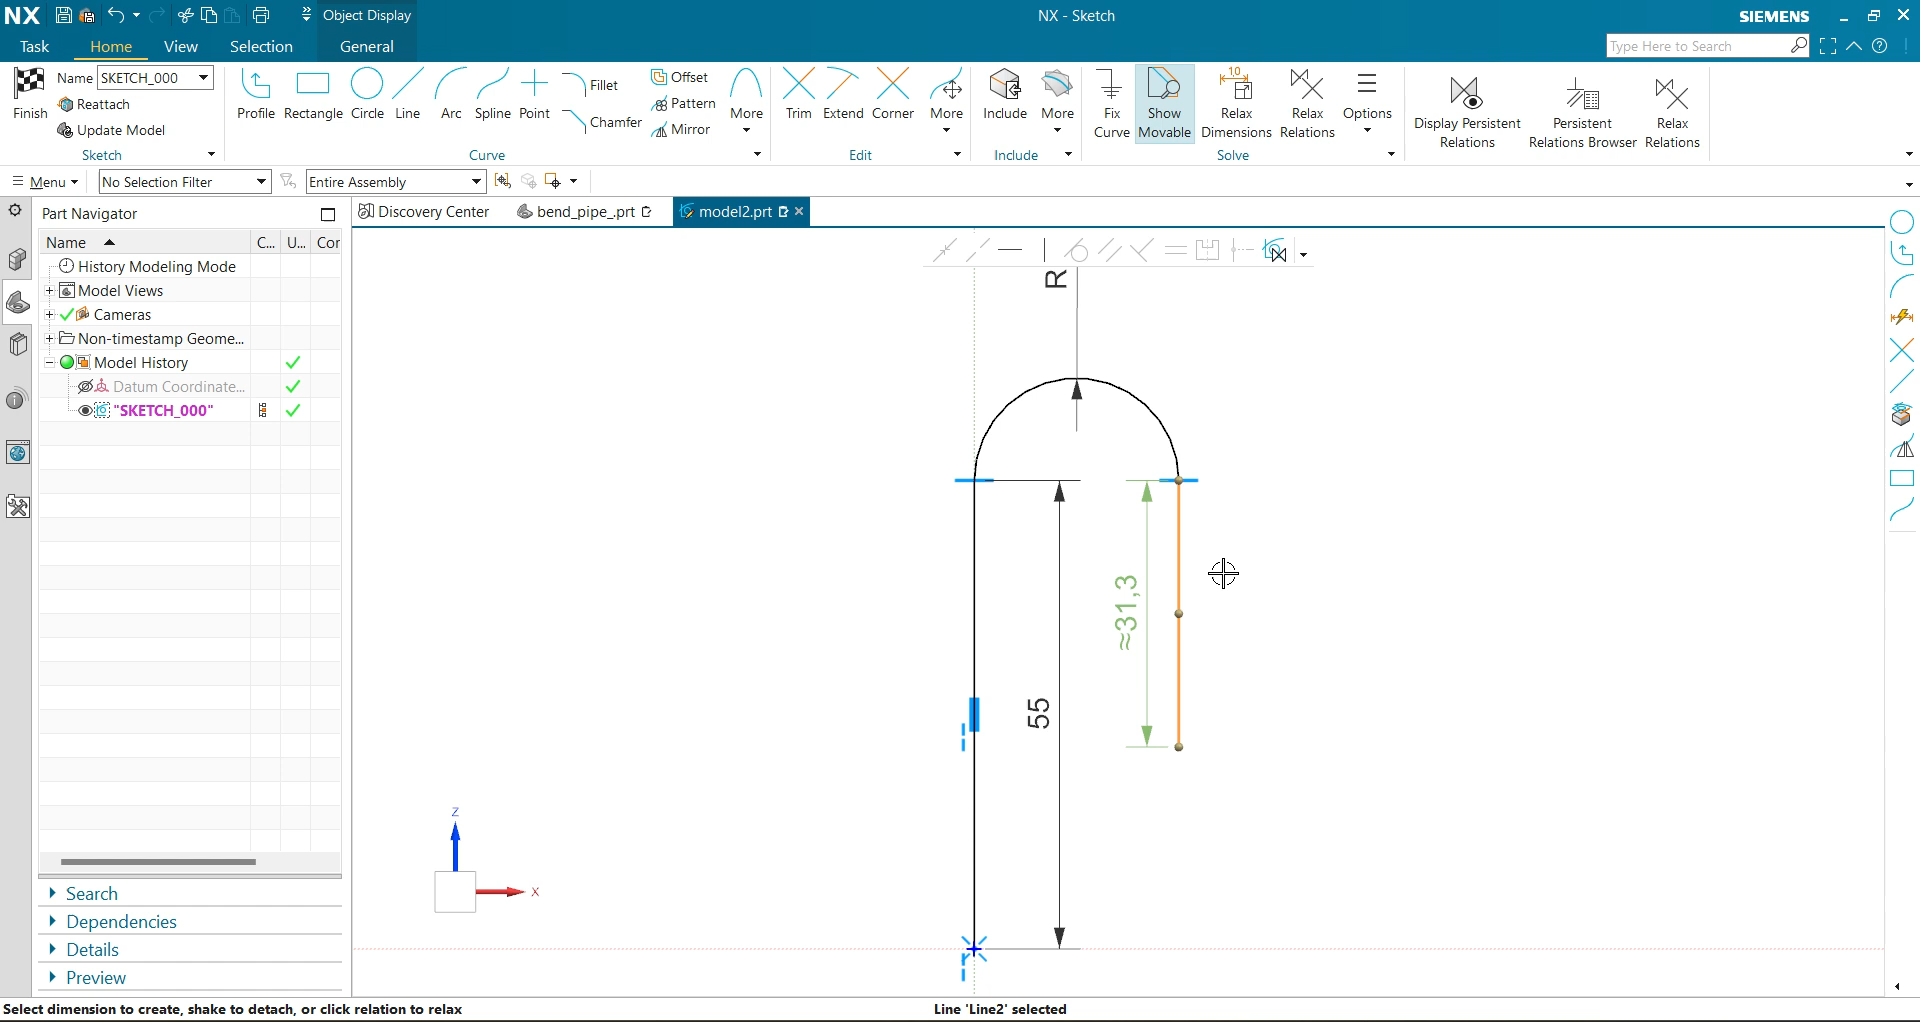 NX
Object Display
NX - Sketch
SIEMENS
Task
Home
View
Selection
General
Type Here to Search
Finish
Name
SKETCH_000
Reattach
Update Model
Sketch
Profile
Rectangle
Circle
Line
Arc
Spline
Point
Fillet
Chamfer
Offset
Pattern
Mirror
More
Curve
Trim
Extend
Corner
More
Edit
Include
More
Include
Fix
Curve
Show
Movable
Relax
Dimensions
Relax
Relations
Options
Solve
Display Persistent
Relations
Persistent
Relations Browser
Relax
Relations
Menu
No Selection Filter
Entire Assembly
Part Navigator
Discovery Center
bend_pipe_.prt
model2.prt
Name
C...
U...
Cor
History Modeling Mode
Model Views
Cameras
Non-timestamp Geome...
Model History
Datum Coordinate...
"SKETCH_000"
R
≈31,3
55
Z
X
Search
Dependencies
Details
Preview
Select dimension to create, shake to detach, or click relation to relax
Line 'Line2' selected